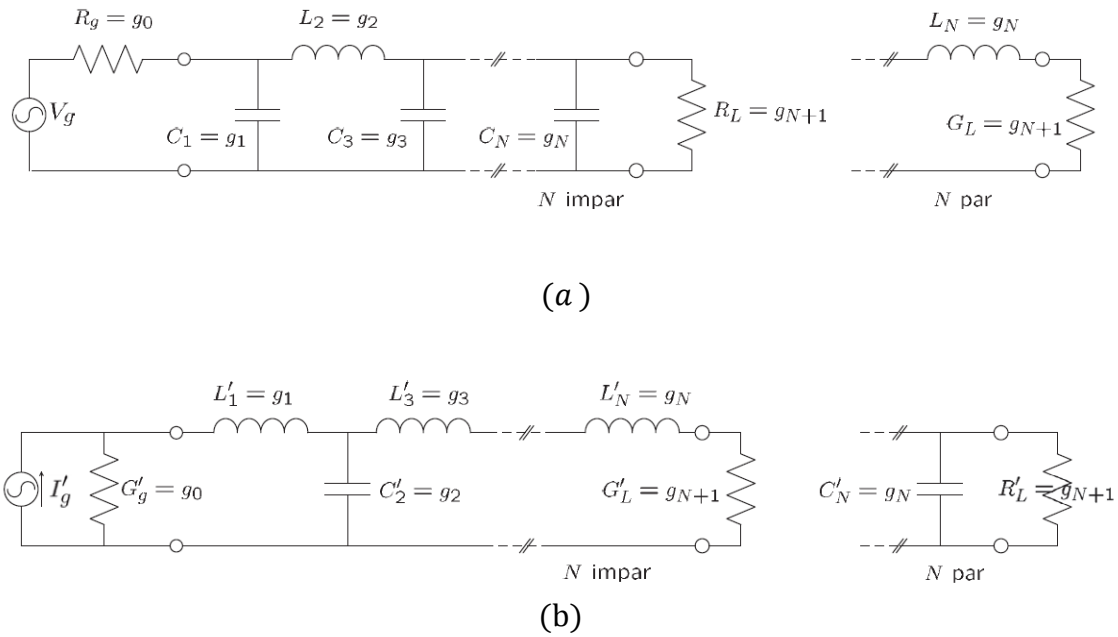 R_g = g_0
L_2 = g_2
L_N = g_N
V_g
C_1 = g_1
C_3 = g_3
C_N = g_N
R_L = g_{N+1}
G_L = g_{N+1}
N impar
N par
(a)
L'_1 = g_1
L'_3 = g_3
L'_N = g_N
I'_g
G'_g = g_0
C'_2 = g_2
G'_L = g_{N+1}
C'_N = g_N
R'_L = g_{N+1}
N impar
N par
(b)